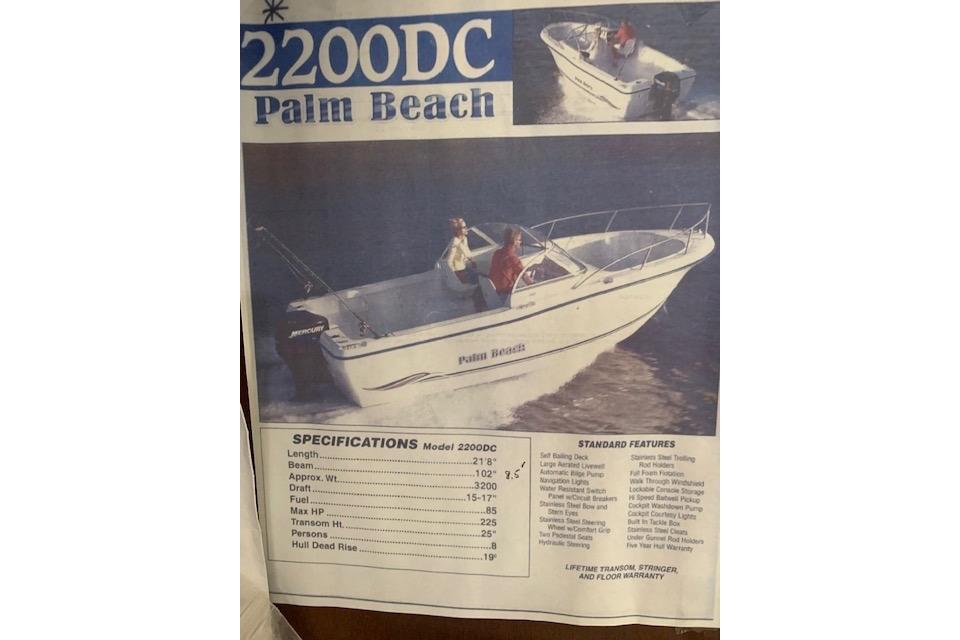 *
2200DC
Palm Beach
MERCURY
Palm Beach
SPECIFICATIONS Model 2200DC
Length 21'8"
Beam 102" 8.5'
Approx. Wt. 3200
Draft 15-17"
Fuel 85
Max HP 225
Transom Ht. 25"
Persons 8
Hull Dead Rise 19°
STANDARD FEATURES
Self Bailing Deck
Large Aerated Livewell
Automatic Bilge Pump
Navigation Lights
Water Resistant Switch
Panel w/Circuit Breakers
Stainless Steel Bow and
Stern Eyes
Stainless Steel Steering
Wheel w/Comfort Grip
Two Pedestal Seats
Hydraulic Steering
Stainless Steel Trolling
Rod Holders
Full Foam Flotation
Walk Through Windshield
Lockable Console Storage
Hi Speed Baitwell Pickup
Cockpit Washdown Pump
Cockpit Courtesy Lights
Built In Tackle Box
Stainless Steel Cleats
Under Gunnel Rod Holders
Five Year Hull Warranty
LIFETIME TRANSOM, STRINGER,
AND FLOOR WARRANTY